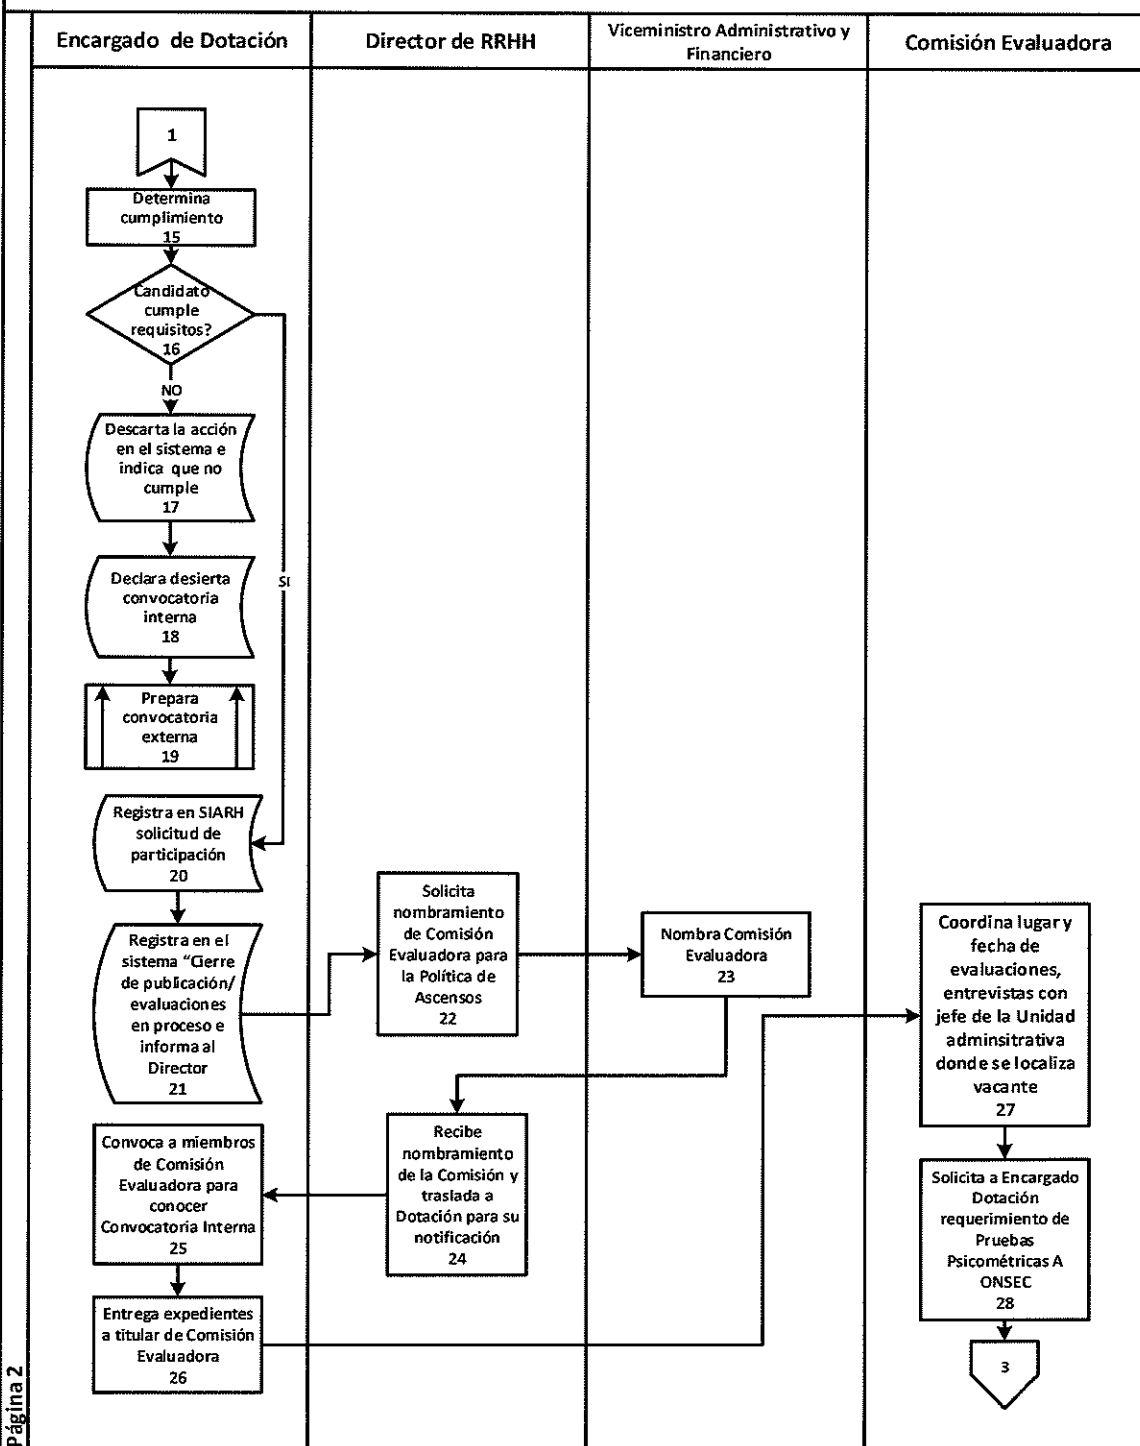 Encargado de Dotación
Director de RRHH
Viceministro Administrativo y
Financiero
Comisión Evaluadora
1
Determina
cumplimiento
15
Candidato
cumple
requisitos?
16
NO
SI
Descarta la acción
en el sistema e
indica que no
cumple
17
Declara desierta
convocatoria
interna
18
Prepara
convocatoria
externa
19
Registra en SIARH
solicitud de
participación
20
Registra en el
sistema “Cierre
de publicación/
evaluaciones
en proceso e
informa al
Director
21
Solicita
nombramiento
de Comisión
Evaluadora para
la Política de
Ascensos
22
Nombra Comisión
Evaluadora
23
Recibe
nombramiento
de la Comisión y
traslada a
Dotación para su
notificación
24
Convoca a miembros
de Comisión
Evaluadora para
conocer
Convocatoria Interna
25
Entrega expedientes
a titular de Comisión
Evaluadora
26
Coordina lugar y
fecha de
evaluaciones,
entrevistas con
jefe de la Unidad
adminsitrativa
donde se localiza
vacante
27
Solicita a Encargado
Dotación
requerimiento de
Pruebas
Psicométricas A
ONSEC
28
3
Página 2